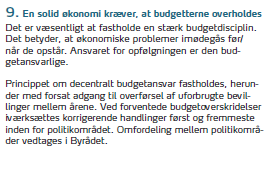 9. En solid økonomi kræver, at budgetterne overholdes
Det er væsentligt at fastholde en stærk budgetdisciplin.
Det betyder, at økonomiske problemer imødegås før/
når de opstår. Ansvaret for opfølgningen er den bud-
getansvarlige.

Princippet om decentralt budgetansvar fastholdes, herun-
der med forsat adgang til overførsel af uforbrugte bevil-
linger mellem årene. Ved forventede budgetoverskridelser
iværksættes korrigerende handlinger først og fremmeste
inden for politikområdet. Omfordeling mellem politikområ-
der vedtages i Byrådet.